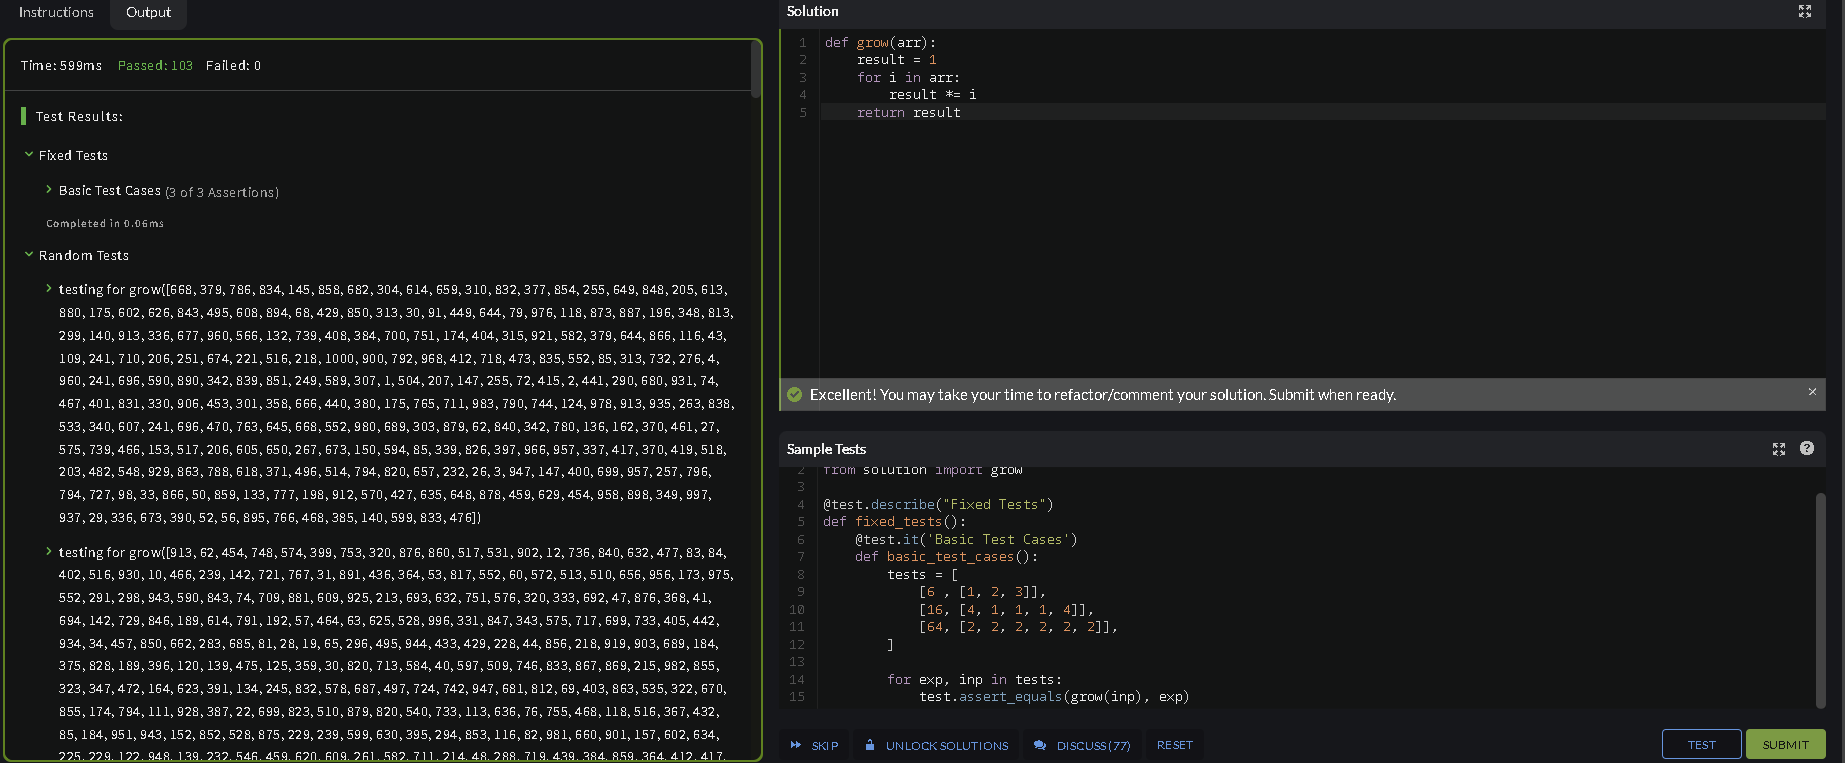 Instructions
Output
Time: 599ms Passed: 103 Failed: 0
Test Results:
Fixed Tests
Basic Test Cases (3 of 3 Assertions)
Completed in 0.06ms
Random Tests
testing for grow([668, 379, 786, 834, 145, 858, 682, 304, 614, 659, 310, 832, 377, 854, 255, 649, 848, 205, 613,
880, 175, 602, 626, 843, 495, 608, 894, 68, 429, 850, 313, 30, 91, 449, 644, 79, 976, 118, 873, 887, 196, 348, 813,
299, 140, 913, 336, 677, 960, 566, 132, 739, 408, 384, 700, 751, 174, 404, 315, 921, 582, 379, 644, 866, 116, 43,
109, 241, 710, 206, 251, 674, 221, 516, 218, 1000, 900, 792, 968, 412, 718, 473, 835, 552, 85, 313, 732, 276, 4,
960, 241, 696, 590, 890, 342, 839, 851, 249, 589, 307, 1, 504, 207, 147, 255, 72, 415, 2, 441, 290, 680, 931, 74,
467, 401, 831, 330, 906, 453, 301, 358, 666, 440, 380, 175, 765, 711, 983, 790, 744, 124, 978, 913, 935, 263, 838,
533, 340, 607, 241, 696, 470, 763, 645, 668, 552, 980, 689, 303, 879, 62, 840, 342, 780, 136, 162, 370, 461, 27,
575, 739, 466, 153, 517, 206, 605, 650, 267, 673, 150, 594, 85, 339, 826, 397, 966, 957, 337, 417, 370, 419, 518,
203, 482, 548, 929, 863, 788, 618, 371, 496, 514, 794, 820, 657, 232, 26, 3, 947, 147, 400, 699, 957, 257, 796,
794, 727, 98, 33, 866, 50, 859, 133, 777, 198, 912, 570, 427, 635, 648, 878, 459, 629, 454, 958, 898, 349, 997,
937, 29, 336, 673, 390, 52, 56, 895, 766, 468, 385, 140, 599, 833, 476])
testing for grow([913, 62, 454, 748, 574, 399, 753, 320, 876, 860, 517, 531, 902, 12, 736, 840, 632, 477, 83, 84,
402, 516, 930, 10, 466, 239, 142, 721, 767, 31, 891, 436, 364, 53, 817, 552, 60, 572, 513, 510, 656, 956, 173, 975,
552, 291, 298, 943, 590, 843, 74, 709, 881, 609, 925, 213, 693, 632, 751, 576, 320, 333, 692, 47, 876, 368, 41,
694, 142, 729, 846, 189, 614, 791, 192, 57, 464, 63, 625, 528, 996, 331, 847, 343, 575, 717, 699, 733, 405, 442,
934, 34, 457, 850, 662, 283, 685, 81, 28, 19, 65, 296, 495, 944, 433, 429, 228, 44, 856, 218, 919, 903, 689, 184,
375, 828, 189, 396, 120, 139, 475, 125, 359, 30, 820, 713, 584, 40, 597, 509, 746, 833, 867, 869, 215, 982, 855,
323, 347, 472, 164, 623, 391, 134, 245, 832, 578, 687, 497, 724, 742, 947, 681, 812, 69, 403, 863, 535, 322, 670,
855, 174, 794, 111, 928, 387, 22, 699, 823, 510, 879, 820, 540, 733, 113, 636, 76, 755, 468, 118, 516, 367, 432,
85, 184, 951, 943, 152, 852, 528, 875, 229, 239, 599, 630, 395, 294, 853, 116, 82, 981, 660, 901, 157, 602, 634,
225, 229, 122, 948, 139, 232, 546, 459, 620, 609, 261, 582, 711, 214, 48, 288, 719, 439, 384, 859, 364, 412, 417,
Solution
1 def grow(arr):
2 result = 1
3 for i in arr:
4 result *= i
5 return result
Excellent! You may take your time to refactor/comment your solution. Submit when ready.
Sample Tests
2 from solution import grow
3
4 @test.describe("Fixed Tests")
5 def fixed_tests():
6 @test.it('Basic Test Cases')
7 def basic_test_cases():
8 tests = [
9 [6 , [1, 2, 3]],
10 [16, [4, 1, 1, 1, 4]],
11 [64, [2, 2, 2, 2, 2, 2]],
12 ]
13
14 for exp, inp in tests:
15 test.assert_equals(grow(inp), exp)
SKIP
UNLOCK SOLUTIONS
DISCUSS (77)
RESET
TEST
SUBMIT